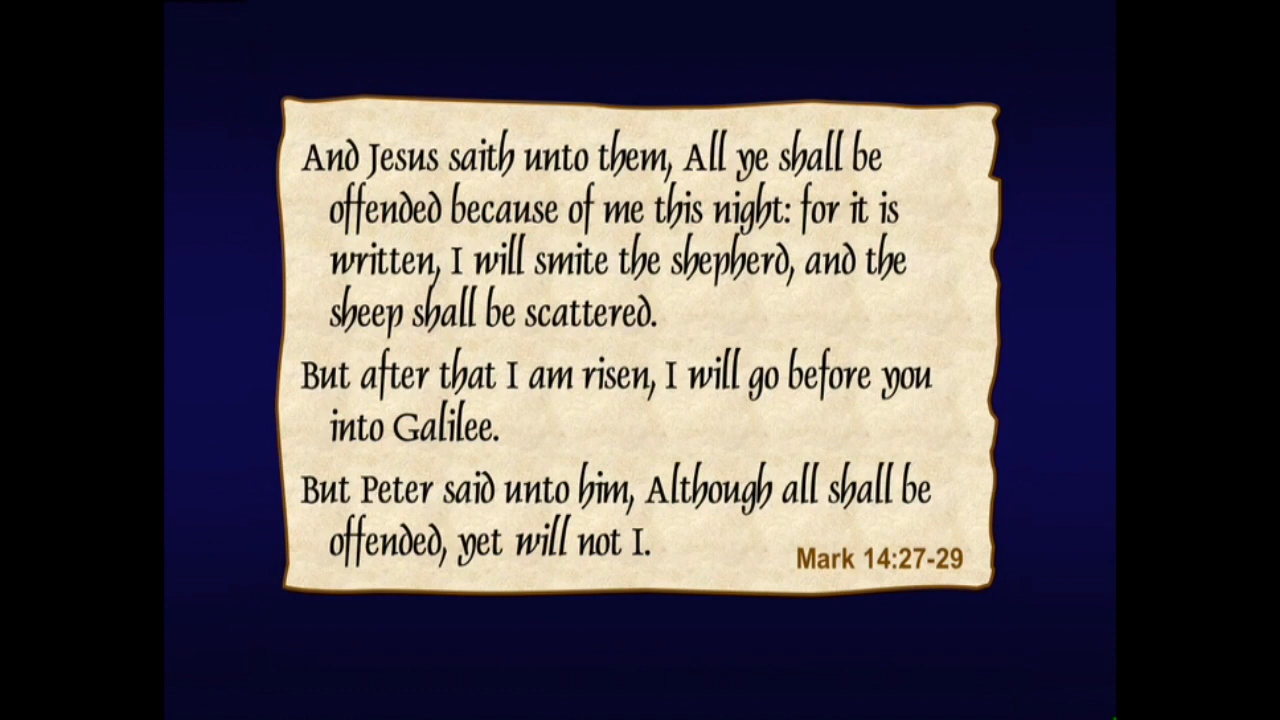 And Jesus saith unto them, All ye shall be
offended because of me this night: for it is
written, I will smite the shepherd, and the
sheep shall be scattered.
But after that I am risen, I will go before you
into Galilee.
But Peter said unto him, Although all shall be
offended, yet will not I.
Mark 14:27-29